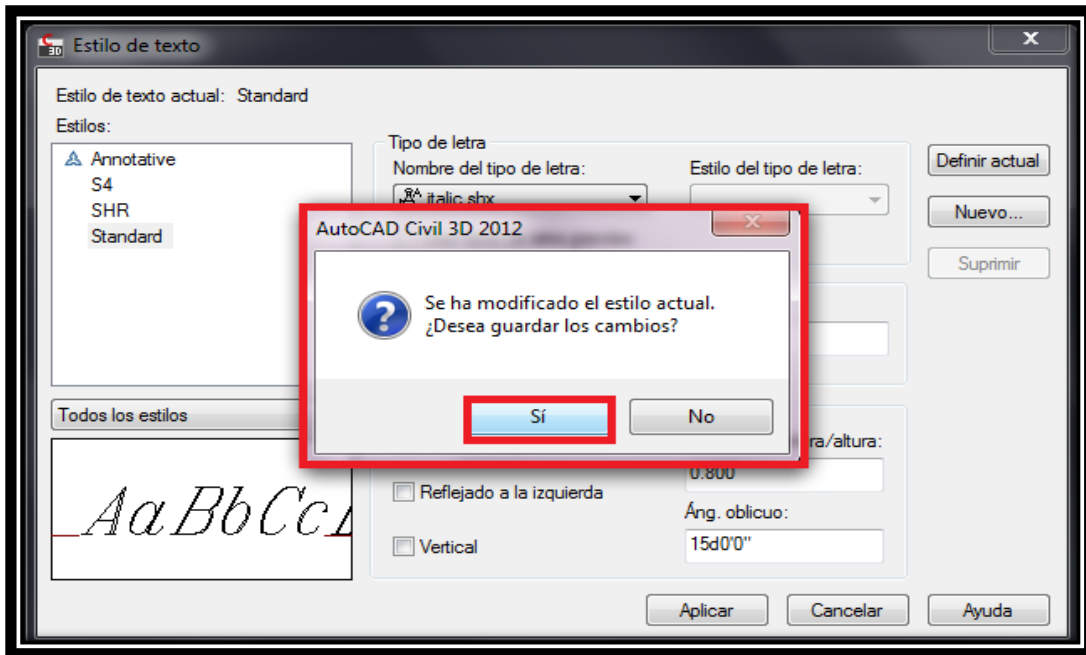 Estilo de texto
Estilo de texto actual: Standard
Estilos:
Annotative
S4
SHR
Standard
Tipo de letra
Nombre del tipo de letra:
Estilo del tipo de letra:
italic.shx
Definir actual
Nuevo...
Suprimir
AutoCAD Civil 3D 2012
Se ha modificado el estilo actual.
¿Desea guardar los cambios?
Sí
No
Todos los estilos
AaBbCc
ra/altura:
0.800
Reflejado a la izquierda
Áng. oblicuo:
Vertical
15d0'0"
Aplicar
Cancelar
Ayuda